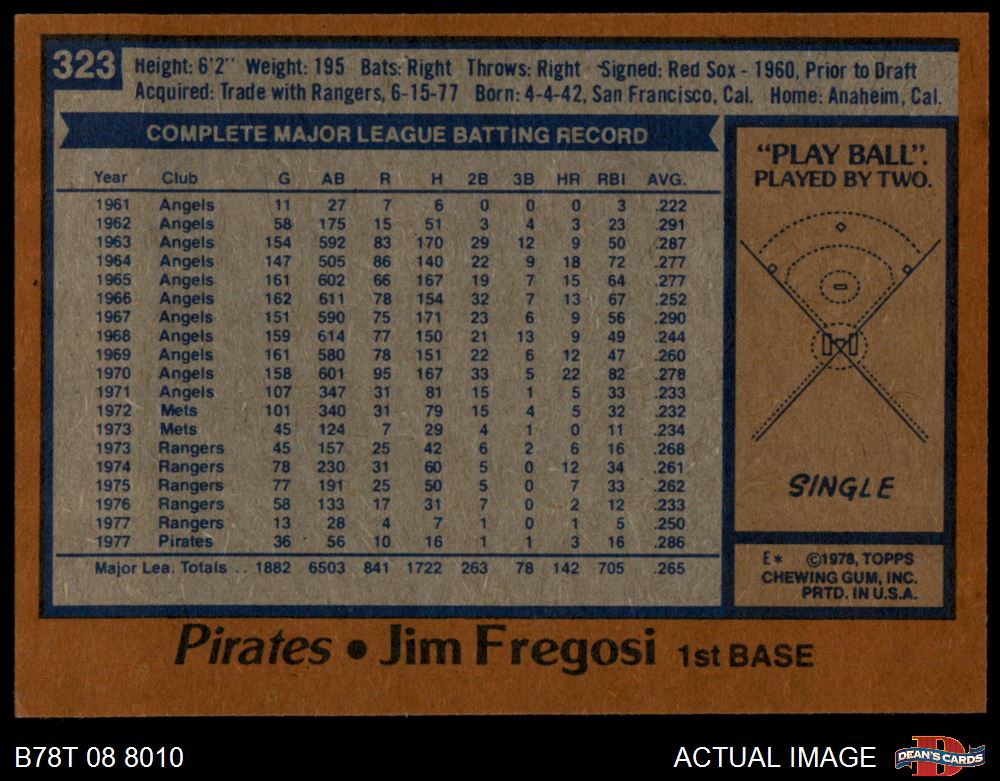 323
Height: 6'2" Weight: 195 Bats: Right Throws: Right Signed: Red Sox - 1960, Prior to Draft
Acquired: Trade with Rangers, 6-15-77 Born: 4-4-42, San Francisco, Cal. Home: Anaheim, Cal.
COMPLETE MAJOR LEAGUE BATTING RECORD
Year Club G AB R H 2B 3B HR RBI AVG.
1961 Angels 11 27 7 6 0 0 0 3 .222
1962 Angels 58 175 15 51 3 4 3 23 .291
1963 Angels 154 592 83 170 29 12 9 50 .287
1964 Angels 147 505 86 140 22 9 18 72 .277
1965 Angels 161 602 66 167 19 7 15 64 .277
1966 Angels 162 611 78 154 32 7 13 67 .252
1967 Angels 151 590 75 171 23 6 9 56 .290
1968 Angels 159 614 77 150 21 13 9 49 .244
1969 Angels 161 580 78 151 22 6 12 47 .260
1970 Angels 158 601 95 167 33 5 22 82 .278
1971 Angels 107 347 31 81 15 1 5 33 .233
1972 Mets 101 340 31 79 15 4 5 32 .232
1973 Mets 45 124 7 29 4 1 0 11 .234
1973 Rangers 45 157 25 42 6 2 6 16 .268
1974 Rangers 78 230 31 60 5 0 12 34 .261
1975 Rangers 77 191 25 50 5 0 7 33 .262
1976 Rangers 58 133 17 31 7 0 2 12 .233
1977 Rangers 13 28 4 7 1 0 1 5 .250
1977 Pirates 36 56 10 16 1 1 3 16 .286
Major Lea. Totals .. 1882 6503 841 1722 263 78 142 705 .265
"PLAY BALL".
PLAYED BY TWO.
SINGLE
E* ©1978, TOPPS
CHEWING GUM, INC.
PRTD. IN U.S.A.
Pirates • Jim Fregosi 1st BASE
B78T 08 8010
ACTUAL IMAGE
D
DEAN'S CARDS